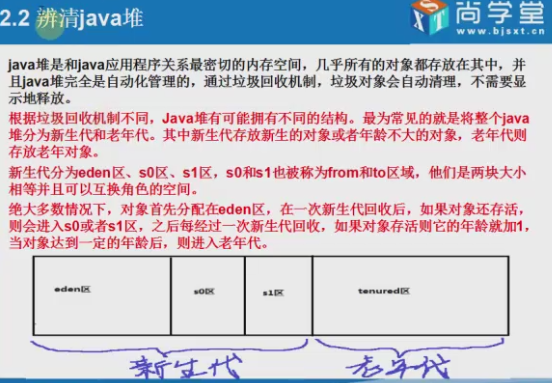 2.2 辨清java堆
尚学堂
www.bjsxt.cn
java堆是和java应用程序关系最密切的内存空间，几乎所有的对象都存放在其中，并
且java堆完全是自动化管理的，通过垃圾回收机制，垃圾对象会自动清理，不需要显
示地释放。
根据垃圾回收机制不同，Java堆有可能拥有不同的结构。最为常见的就是将整个java
堆分为新生代和老年代。其中新生代存放新生的对象或者年龄不大的对象，老年代则
存放老年对象。
新生代分为eden区、s0区、s1区，s0和s1也被称为from和to区域，他们是两块大小
相等并且可以互换角色的空间。
绝大多数情况下，对象首先分配在eden区，在一次新生代回收后，如果对象还存活，
则会进入s0或者s1区，之后每经过一次新生代回收，如果对象存活则它的年龄就加1，
当对象达到一定的年龄后，则进入老年代。
eden区 s0区 s1区 tenured区
新生代 老年代